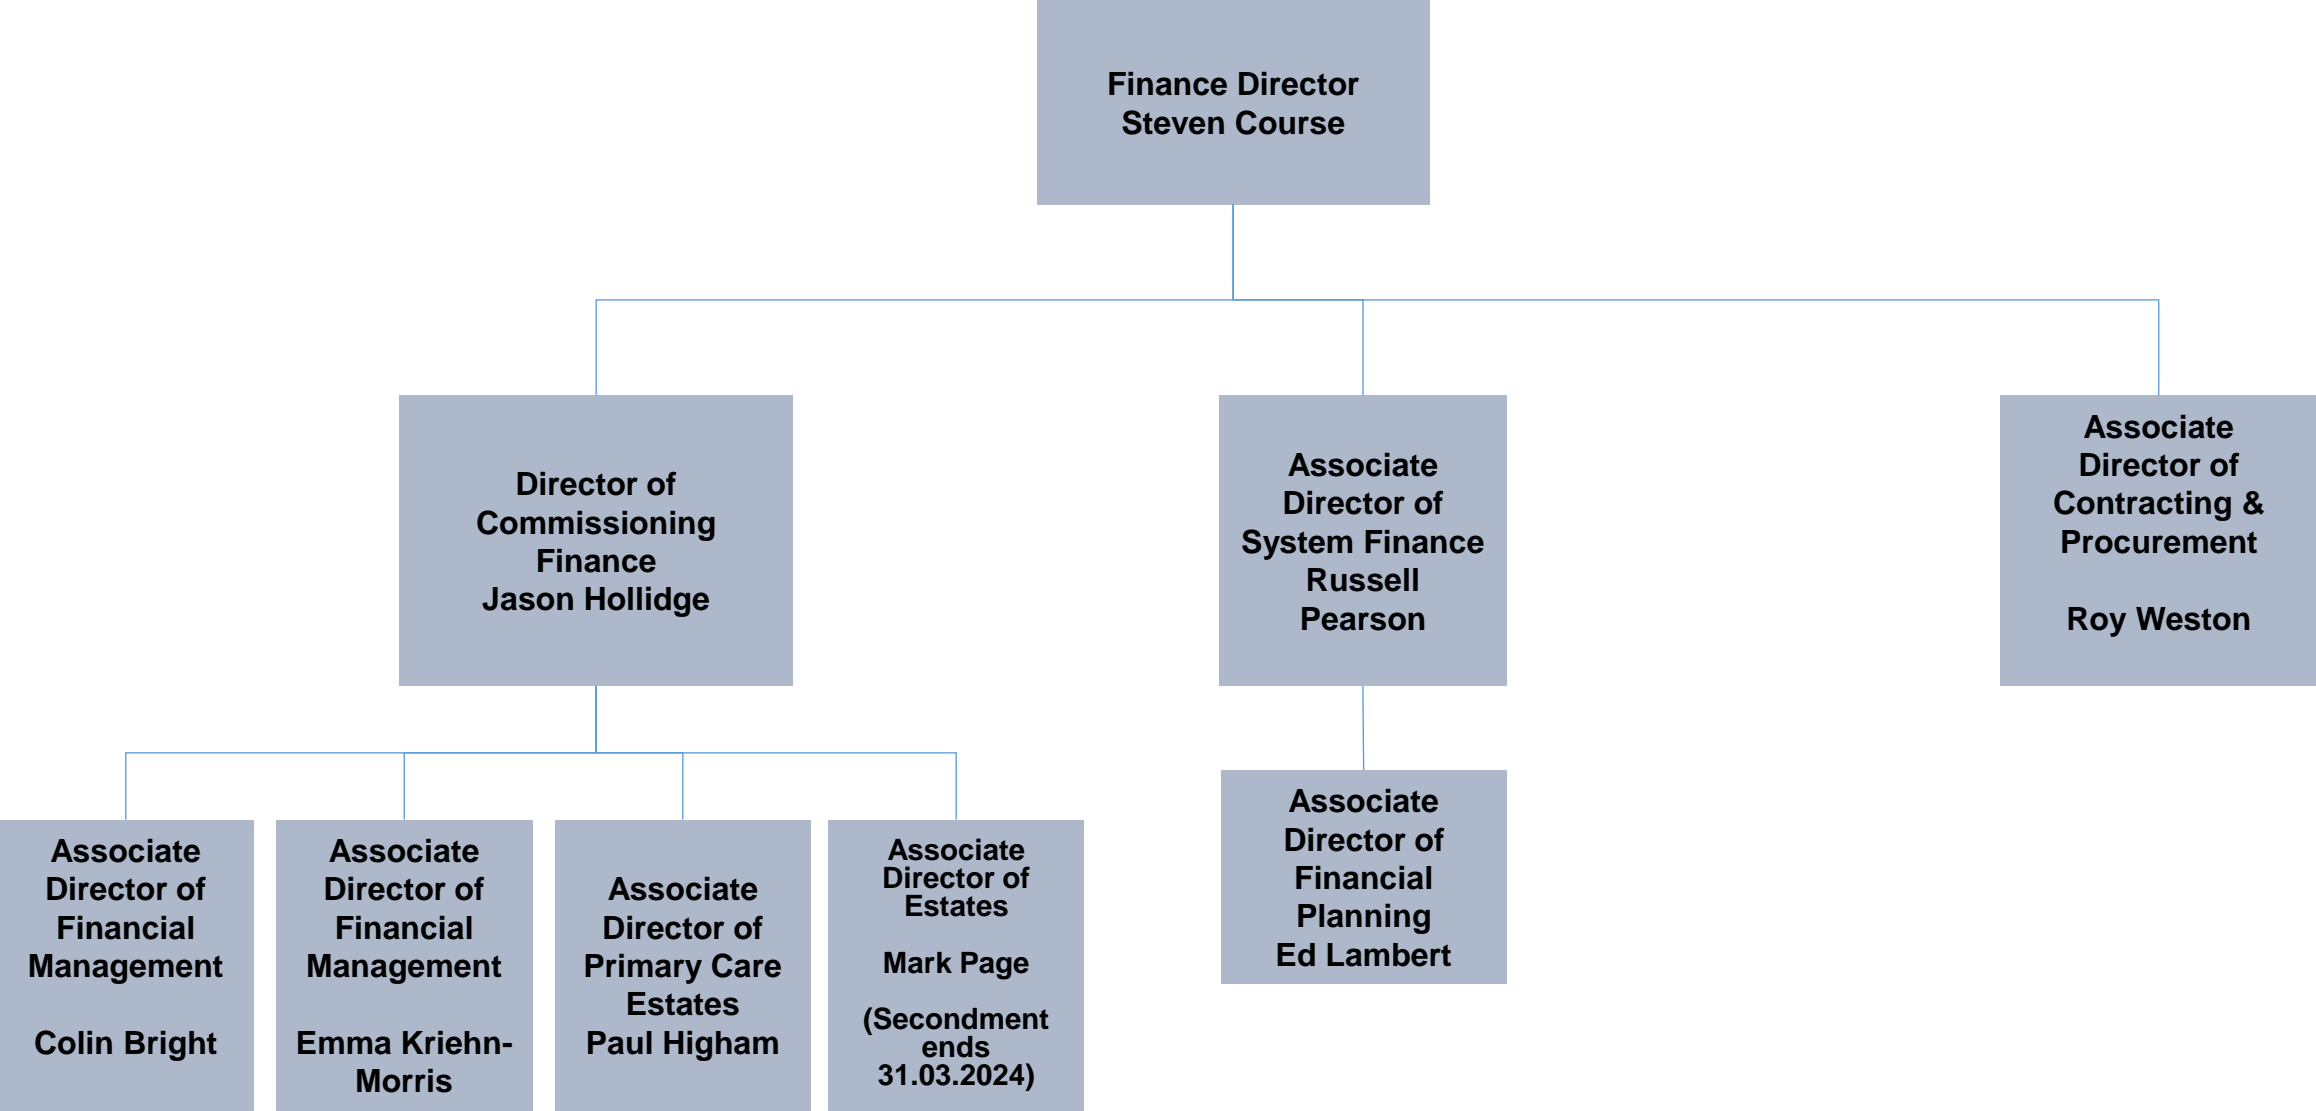 Finance Director
Steven Course
Director of
Commissioning
Finance
Jason Hollidge
Associate
Director of
System Finance
Russell
Pearson
Associate
Director of
Contracting &
Procurement
Roy Weston
Associate
Director of
Financial
Management
Colin Bright
Associate
Director of
Financial
Management
Emma Kriehn-
Morris
Associate
Director of
Primary Care
Estates
Paul Higham
Associate
Director of
Estates
Mark Page
(Secondment
ends
31.03.2024)
Associate
Director of
Financial
Planning
Ed Lambert